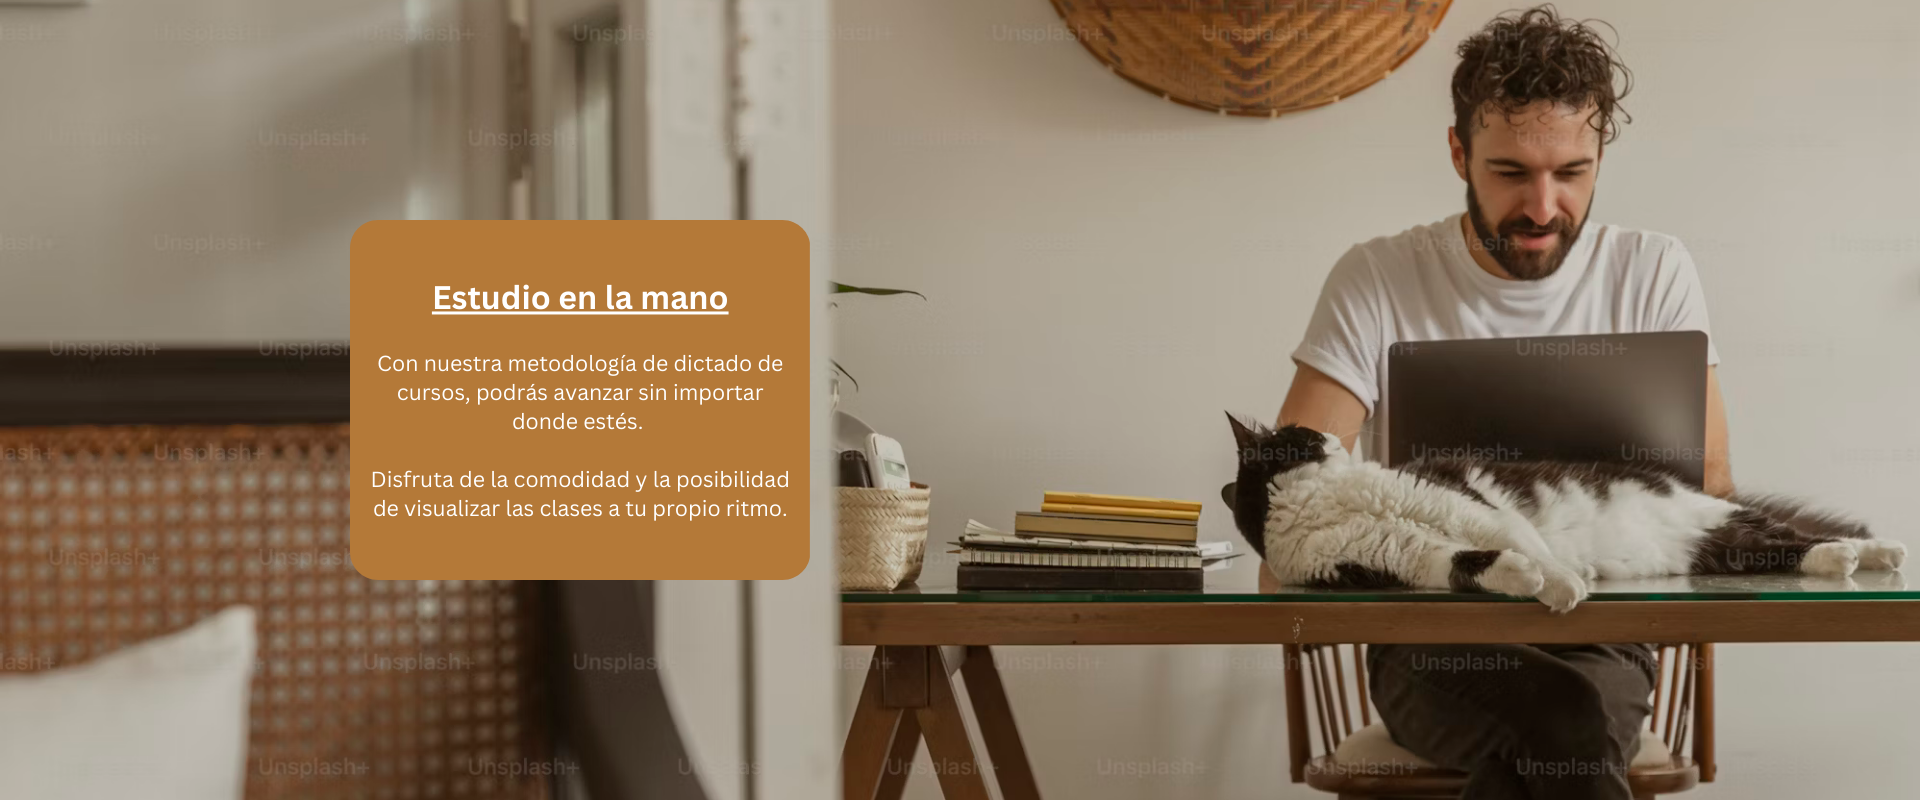 Estudio en la mano
Con nuestra metodología de dictado de
cursos, podrás avanzar sin importar
donde estés.
Disfruta de la comodidad y la posibilidad
de visualizar las clases a tu propio ritmo.
Unsplash+